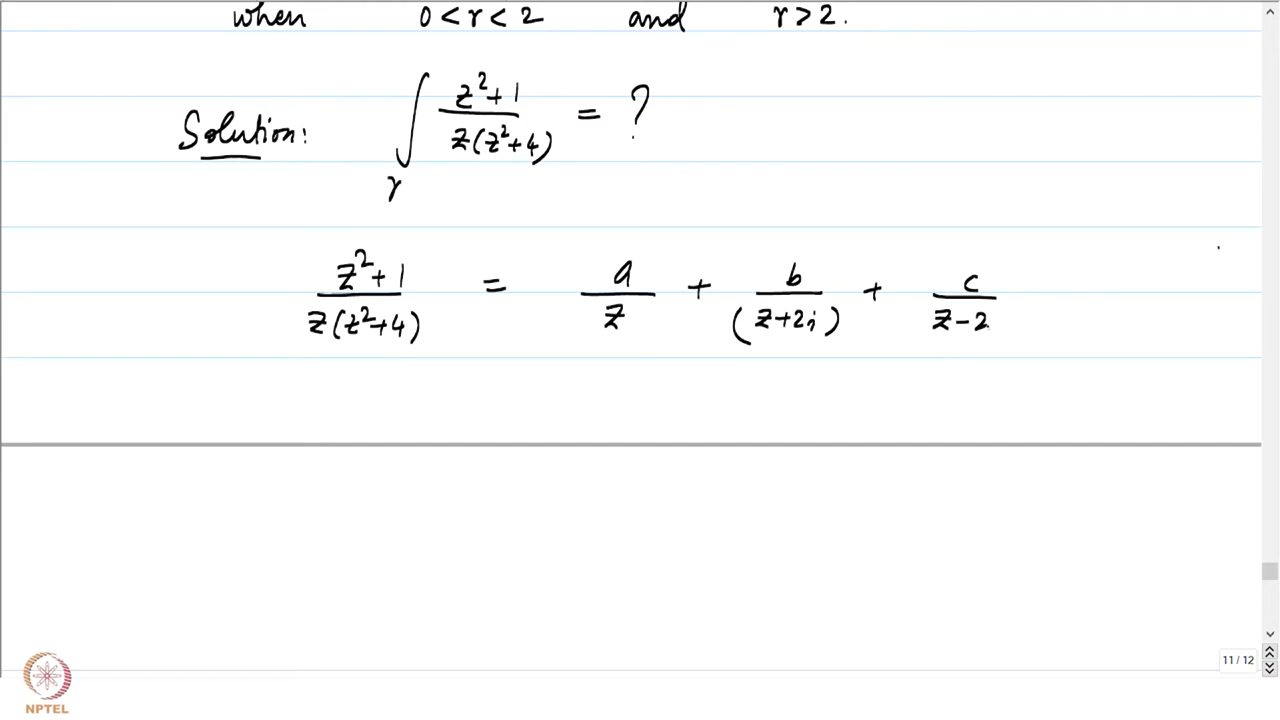 when 0 < r < 2 and r > 2.
Solution: ∫_γ (z² + 1)/(z(z² + 4)) = ?
(z² + 1)/(z(z² + 4)) = a/z + b/(z + 2i) + c/(z − 2
11 / 12
NPTEL